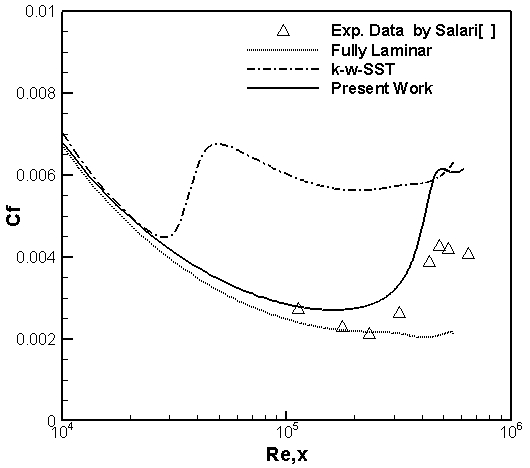 0.01
Exp. Data by Salari[ ]
Fully Laminar
k-w-SST
Present Work
0.008
0.006
Cf
0.004
0.002
0
10^4
10^5
10^6
Re,x